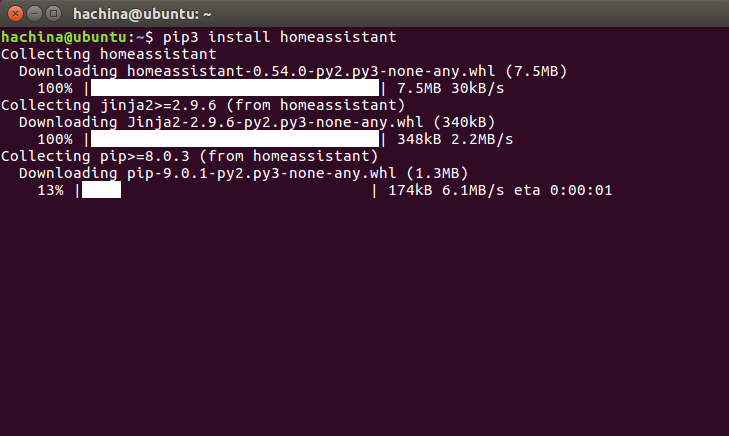 hachina@ubuntu: ~
hachina@ubuntu:~$ pip3 install homeassistant
Collecting homeassistant
  Downloading homeassistant-0.54.0-py2.py3-none-any.whl (7.5MB)
    100% |████████████████████████████████| 7.5MB 30kB/s
Collecting jinja2>=2.9.6 (from homeassistant)
  Downloading Jinja2-2.9.6-py2.py3-none-any.whl (340kB)
    100% |████████████████████████████████| 348kB 2.2MB/s
Collecting pip>=8.0.3 (from homeassistant)
  Downloading pip-9.0.1-py2.py3-none-any.whl (1.3MB)
    13% |████▎                           | 174kB 6.1MB/s eta 0:00:01